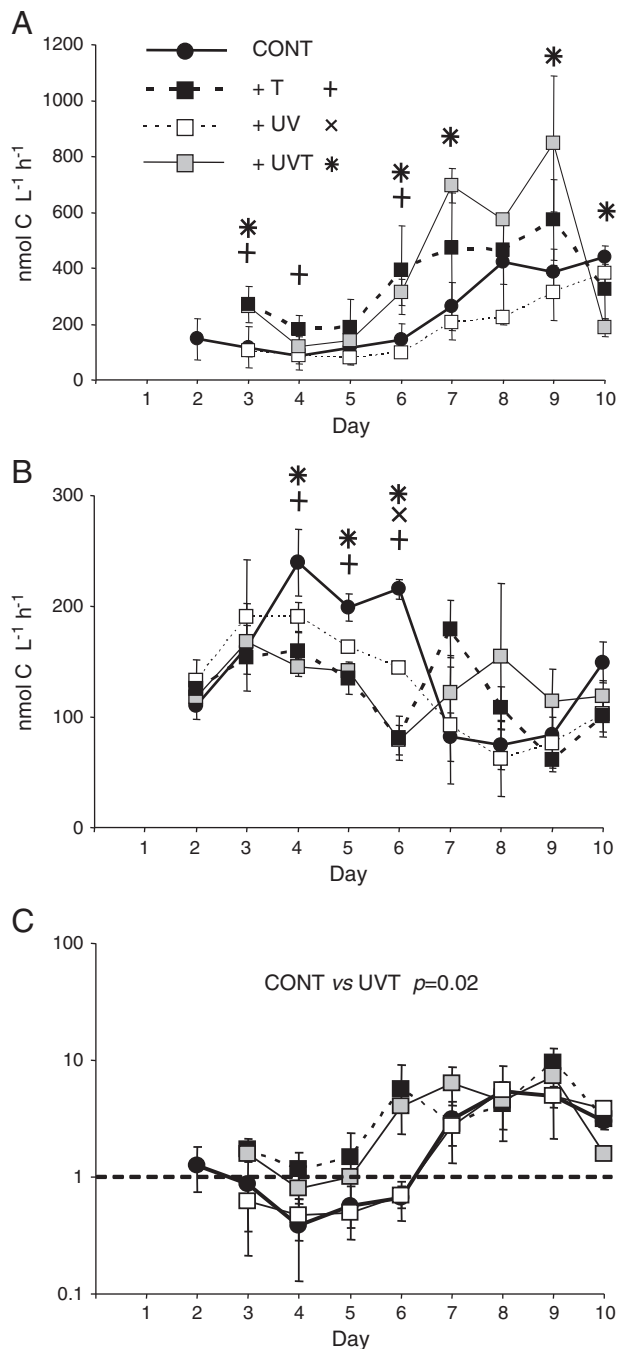 A
nmol C L-1 h-1
1200
1000
800
600
400
200
0
CONT
+ T +
+ UV ×
+ UVT *
* * * * *
+ + +
1 2 3 4 5 6 7 8 9 10
Day
B
nmol C L-1 h-1
300
200
100
0
* * *
×
+ + +
1 2 3 4 5 6 7 8 9 10
Day
C
100
10
1
0.1
CONT vs UVT p=0.02
1 2 3 4 5 6 7 8 9 10
Day